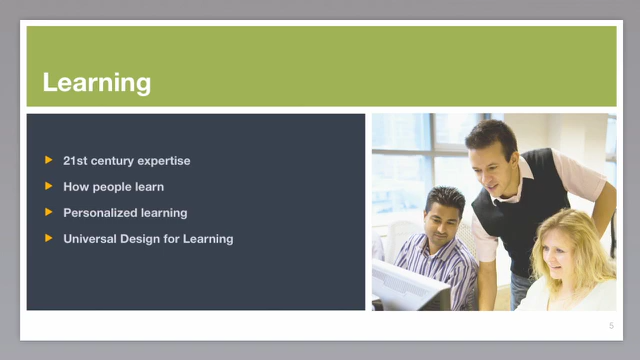 Learning
21st century expertise
How people learn
Personalized learning
Universal Design for Learning
5